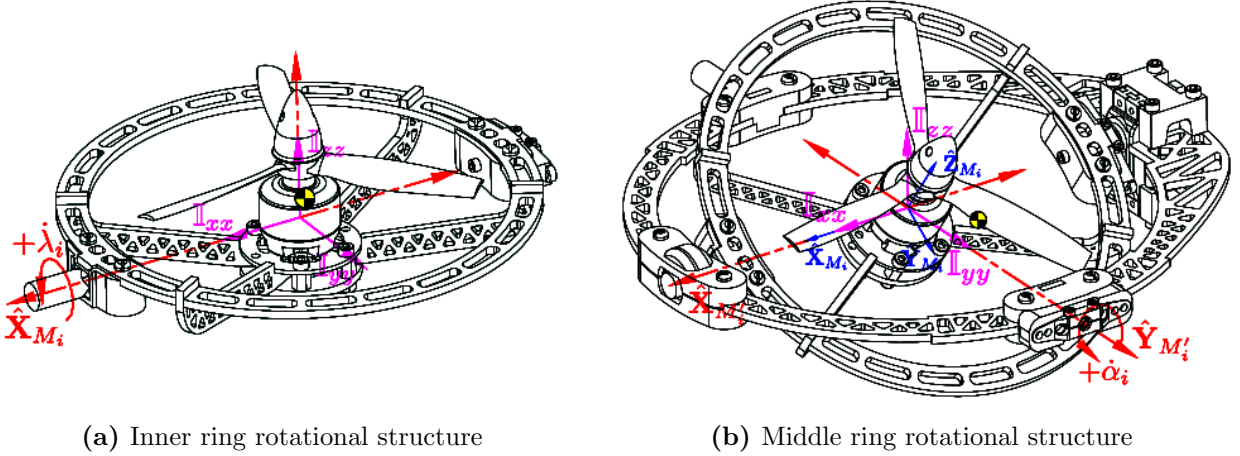 𝕀zz
𝕀xx
𝕀yy
+λ̇i
X̂Mi
𝕀zz
ẐMi
𝕀xx
X̂Mi
ŶMi
𝕀yy
X̂M′i
ŶM′i
+α̇i
(a) Inner ring rotational structure
(b) Middle ring rotational structure